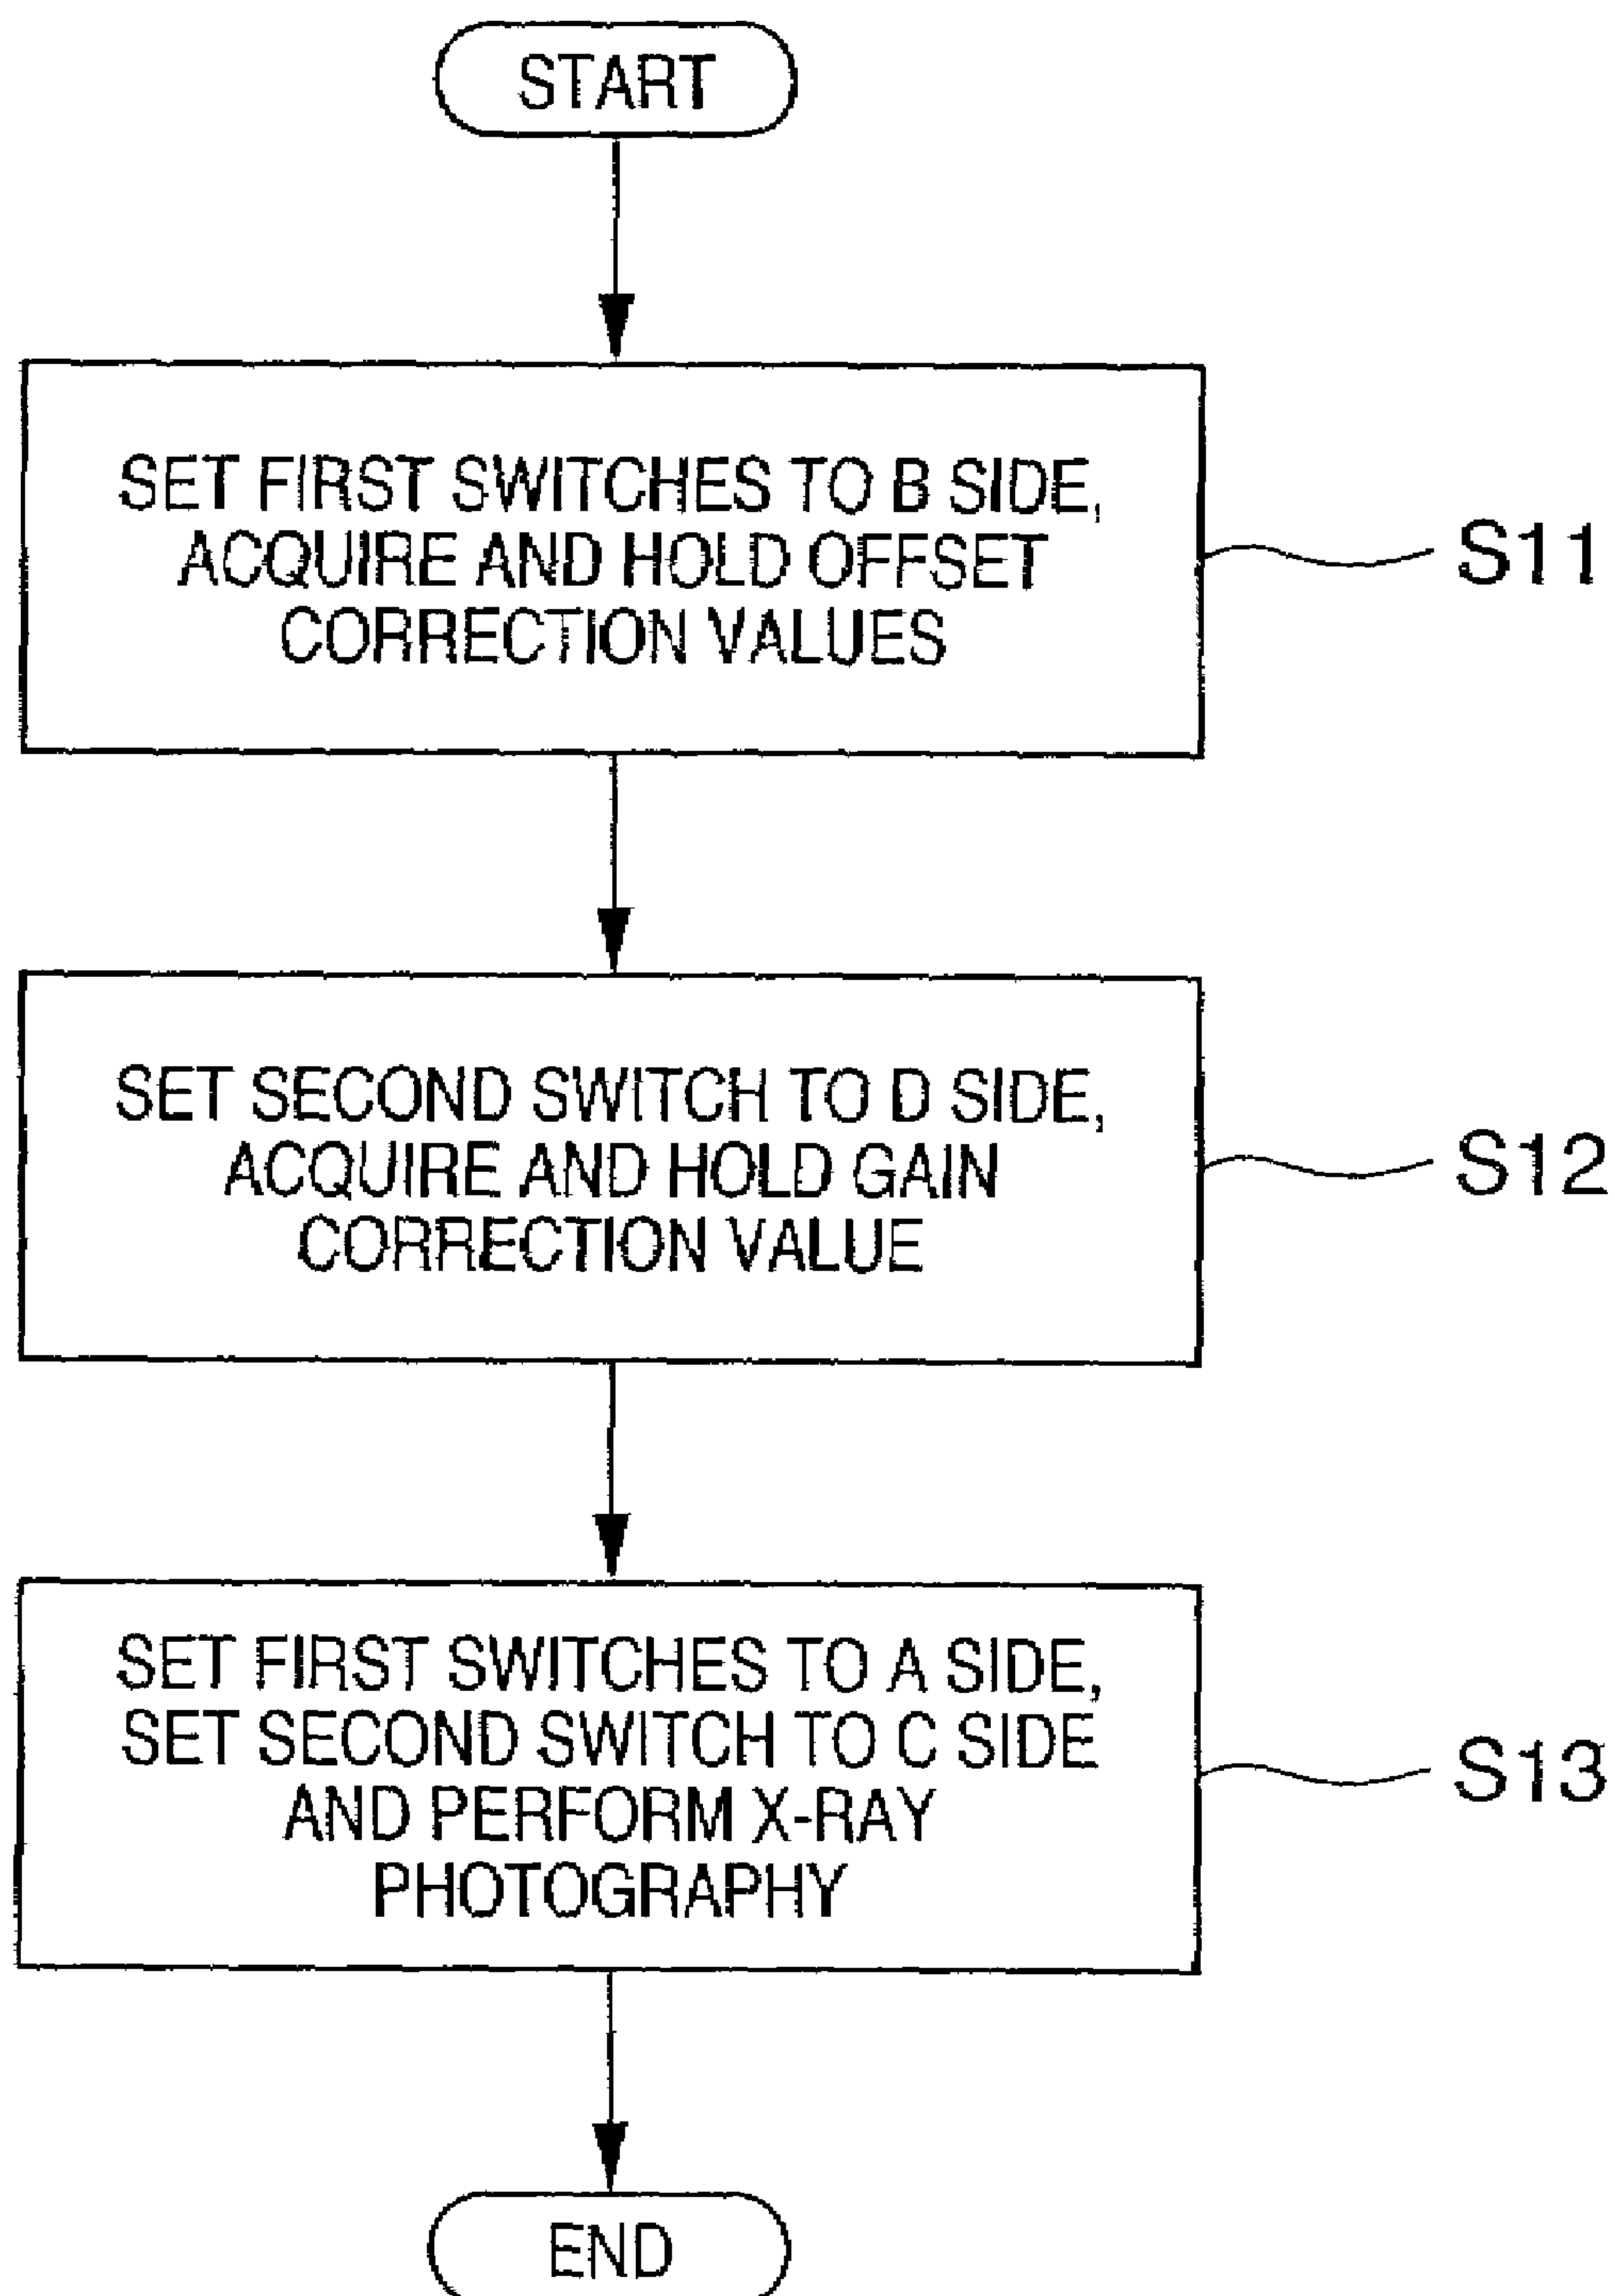 START
SET FIRST SWITCHES TO B SIDE,
ACQUIRE AND HOLD OFFSET
CORRECTION VALUES
S11
SET SECOND SWITCH TO D SIDE,
ACQUIRE AND HOLD GAIN
CORRECTION VALUE
S12
SET FIRST SWITCHES TO A SIDE,
SET SECOND SWITCH TO C SIDE
AND PERFORM X-RAY
PHOTOGRAPHY
S13
END